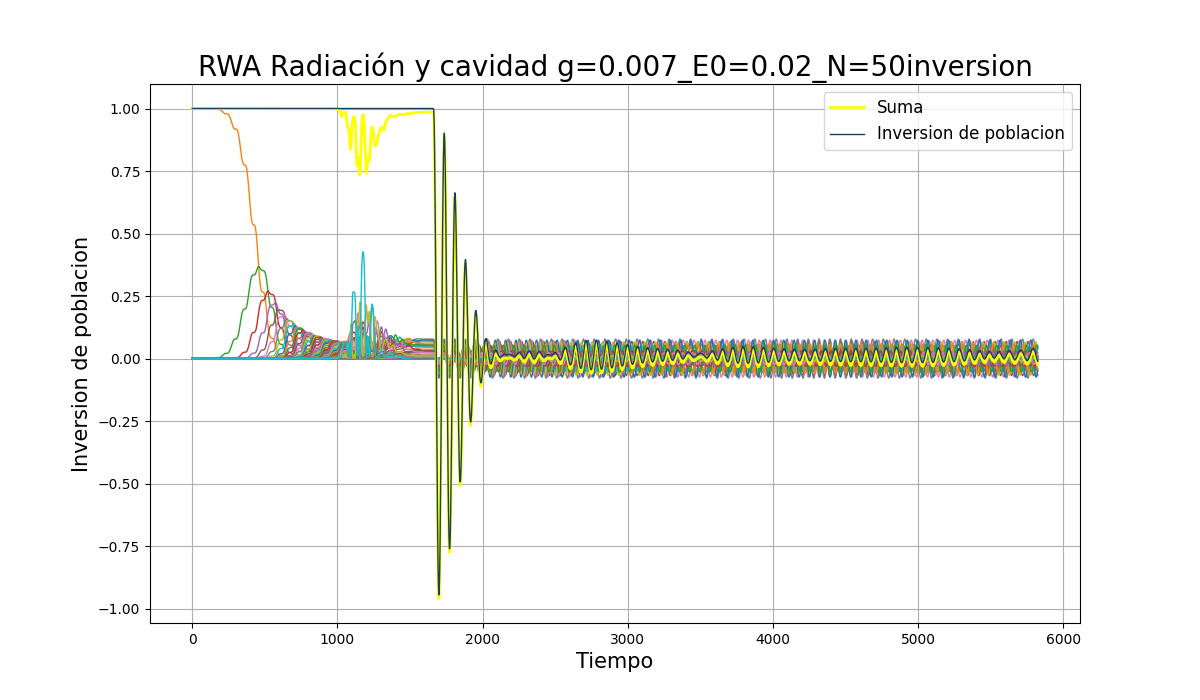 RWA Radiación y cavidad g=0.007_E0=0.02_N=50inversion
Suma
Inversion de poblacion
Inversion de poblacion
1.00
0.75
0.50
0.25
0.00
−0.25
−0.50
−0.75
−1.00
0 1000 2000 3000 4000 5000 6000
Tiempo